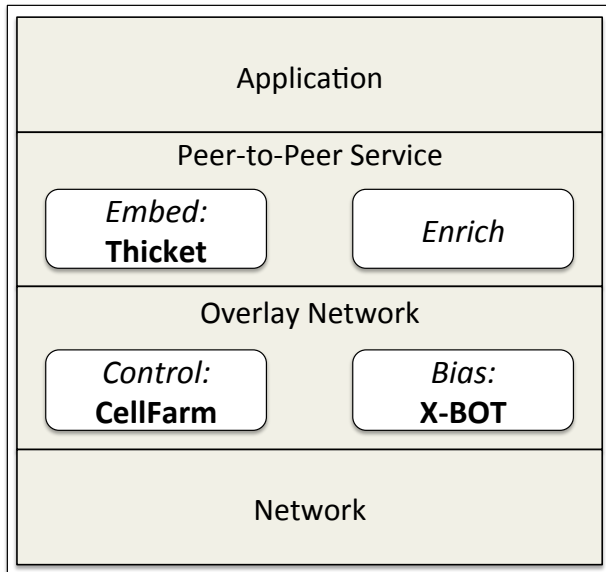 Application
Peer-to-Peer Service
Embed:
Thicket
Enrich
Overlay Network
Control:
CellFarm
Bias:
X-BOT
Network